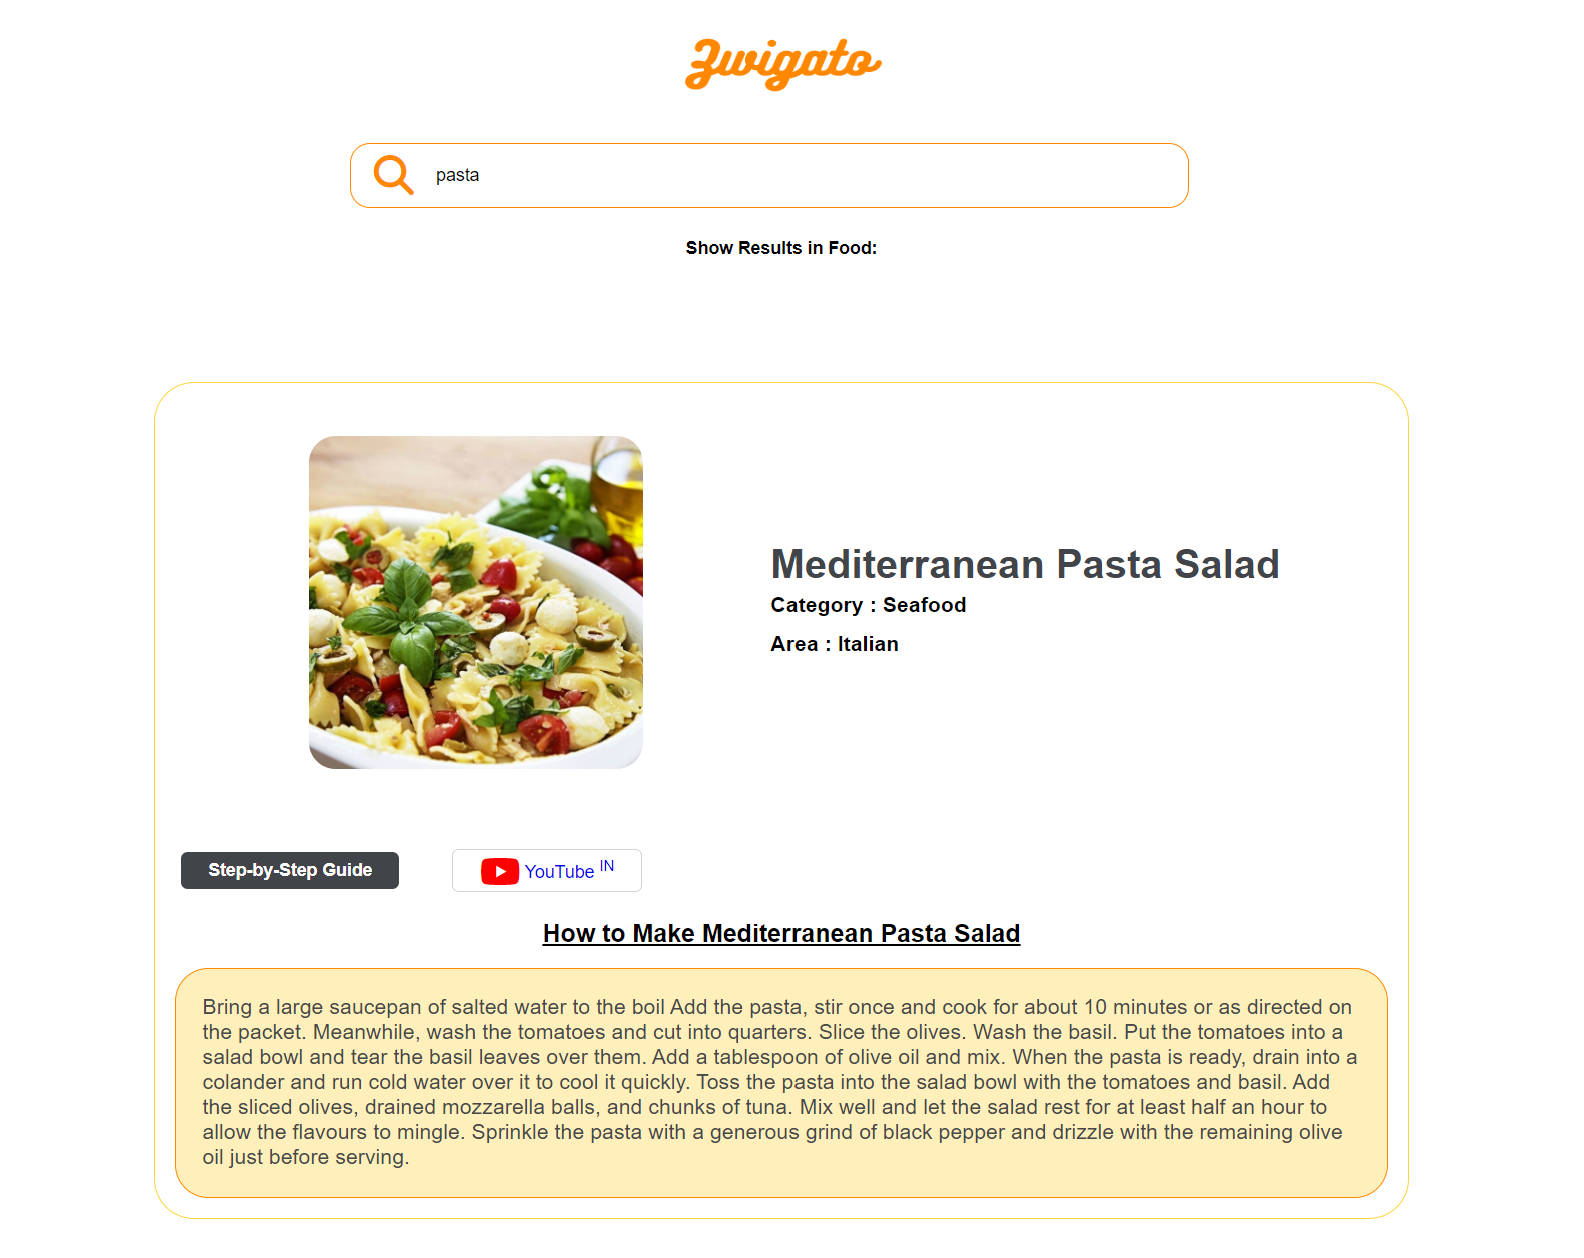 Zwigato
pasta
Show Results in Food:
Mediterranean Pasta Salad
Category : Seafood
Area : Italian
Step-by-Step Guide
YouTube IN
How to Make Mediterranean Pasta Salad
Bring a large saucepan of salted water to the boil Add the pasta, stir once and cook for about 10 minutes or as directed on
the packet. Meanwhile, wash the tomatoes and cut into quarters. Slice the olives. Wash the basil. Put the tomatoes into a
salad bowl and tear the basil leaves over them. Add a tablespoon of olive oil and mix. When the pasta is ready, drain into a
colander and run cold water over it to cool it quickly. Toss the pasta into the salad bowl with the tomatoes and basil. Add
the sliced olives, drained mozzarella balls, and chunks of tuna. Mix well and let the salad rest for at least half an hour to
allow the flavours to mingle. Sprinkle the pasta with a generous grind of black pepper and drizzle with the remaining olive
oil just before serving.